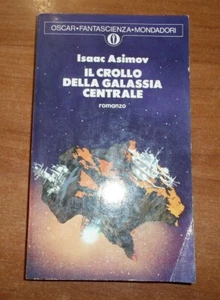 OSCAR • FANTASCIENZA • MONDADORI
Isaac Asimov
IL CROLLO
DELLA GALASSIA
CENTRALE
romanzo